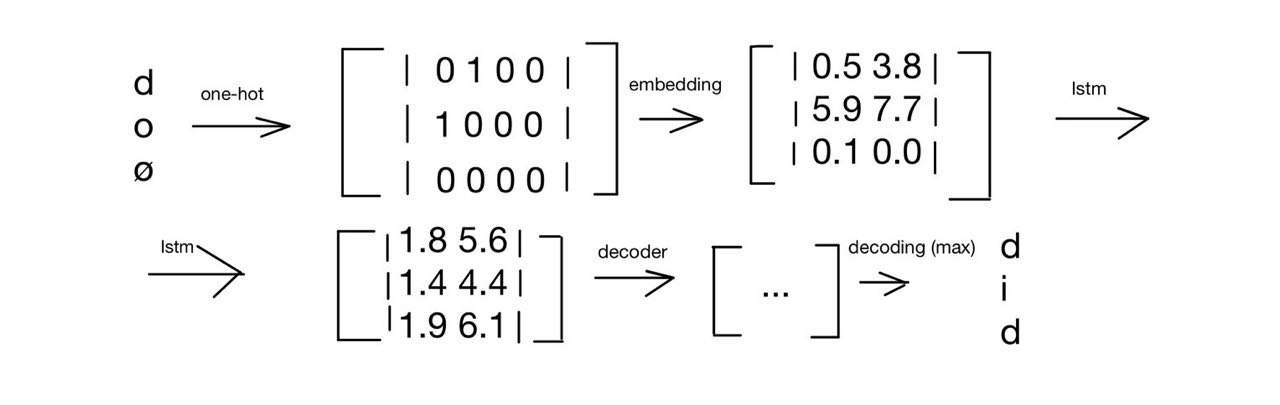 d
o
ø
one-hot
| 0 1 0 0 |
| 1 0 0 0 |
| 0 0 0 0 |
embedding
| 0.5 3.8 |
| 5.9 7.7 |
| 0.1 0.0 |
lstm
lstm
| 1.8 5.6 |
| 1.4 4.4 |
| 1.9 6.1 |
decoder
...
decoding (max)
d
i
d